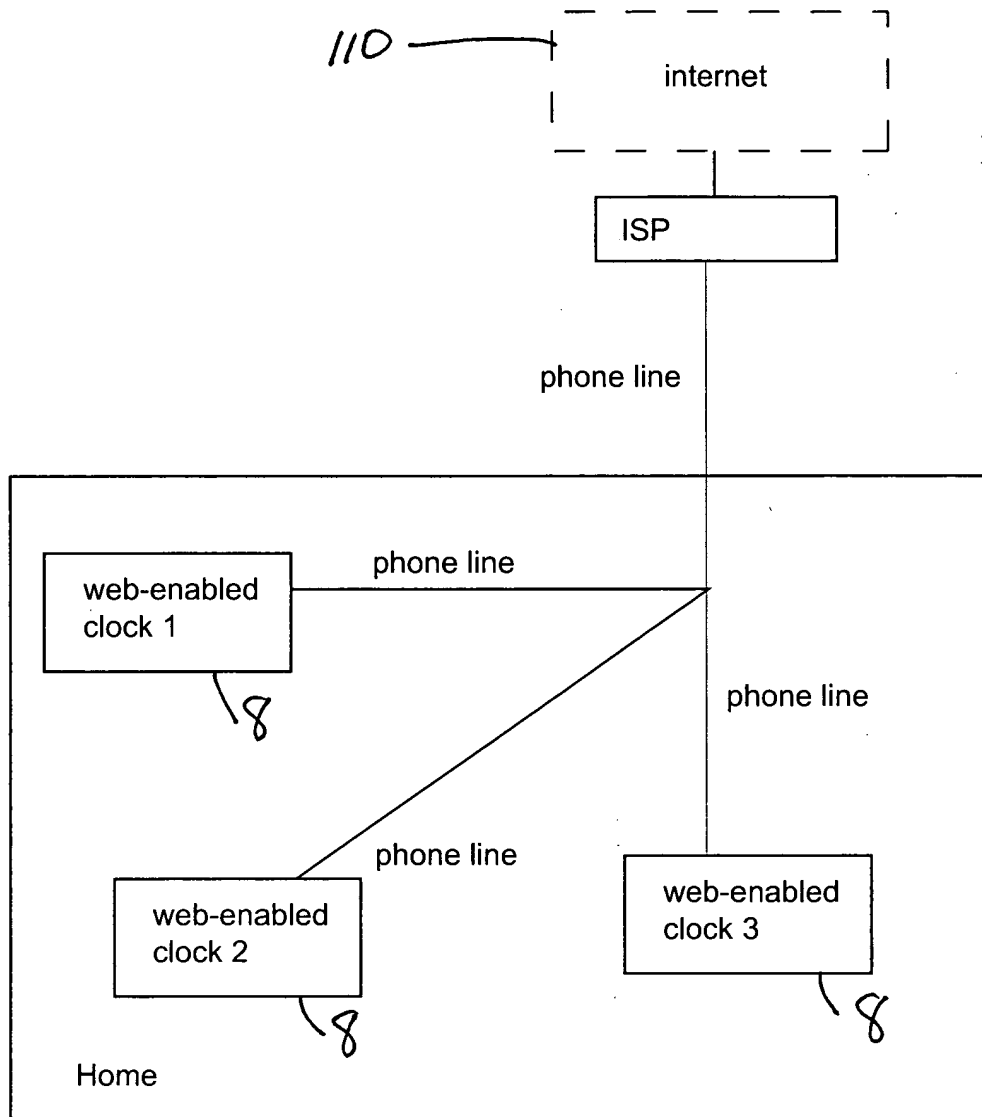 110
internet
ISP
phone line
phone line
web-enabled
clock 1
8
phone line
phone line
web-enabled
clock 2
8
web-enabled
clock 3
8
Home